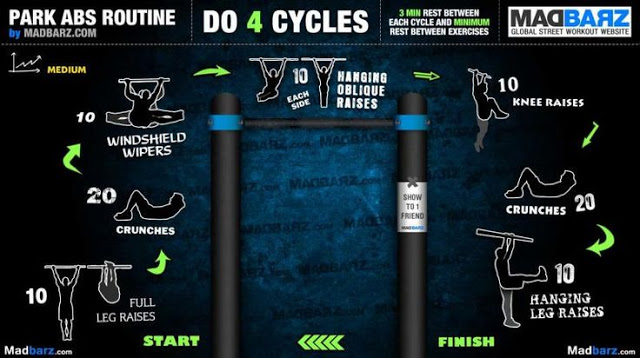 PARK ABS ROUTINE
by MADBARZ.COM
DO 4 CYCLES
3 MIN REST BETWEEN
EACH CYCLE AND MINIMUM
REST BETWEEN EXERCISES
MADBARZ
GLOBAL STREET WORKOUT WEBSITE
MEDIUM
10
EACH
SIDE
HANGING
OBLIQUE
RAISES
10
KNEE RAISES
10
WINDSHIELD
WIPERS
MADBARZ.com
20
CRUNCHES
SHOW
TO 1
FRIEND
MADBARZ
CRUNCHES 20
10
FULL
LEG RAISES
10
HANGING
LEG RAISES
START
FINISH
Madbarz.com
Madbarz.com